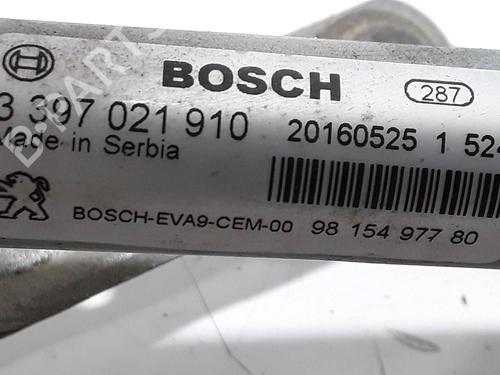 BOSCH
287
3 397 021 910
20160525 1 524
Made in Serbia
BOSCH-EVA9-CEM-00
98 154 977 80
B-PARTS